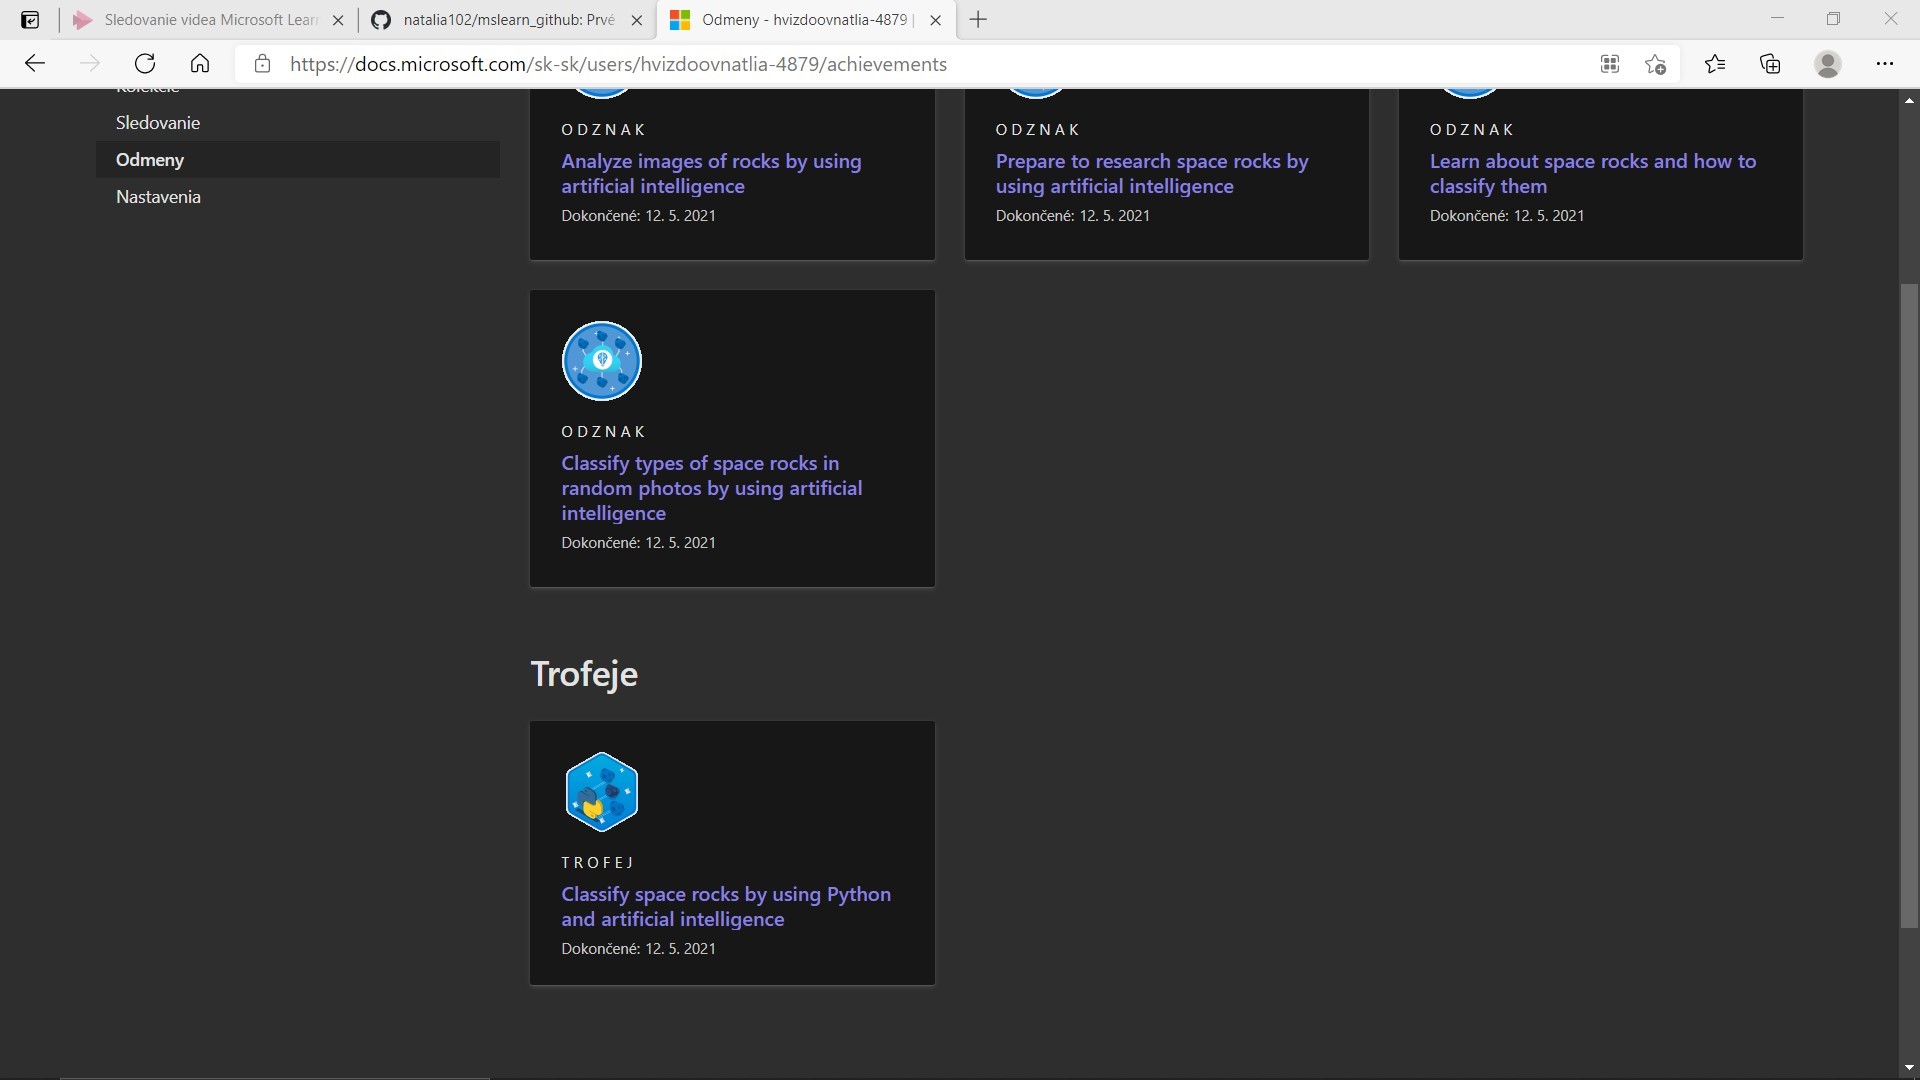 Sledovanie videa Microsoft Lear
natalia102/mslearn_github: Prvé
Odmeny - hvizdoovnatlia-4879 |
https://docs.microsoft.com/sk-sk/users/hvizdoovnatlia-4879/achievements
Kolekcie
Sledovanie
Odmeny
Nastavenia
ODZNAK
Analyze images of rocks by using
artificial intelligence
Dokončené: 12. 5. 2021
ODZNAK
Prepare to research space rocks by
using artificial intelligence
Dokončené: 12. 5. 2021
ODZNAK
Learn about space rocks and how to
classify them
Dokončené: 12. 5. 2021
ODZNAK
Classify types of space rocks in
random photos by using artificial
intelligence
Dokončené: 12. 5. 2021
Trofeje
TROFEJ
Classify space rocks by using Python
and artificial intelligence
Dokončené: 12. 5. 2021